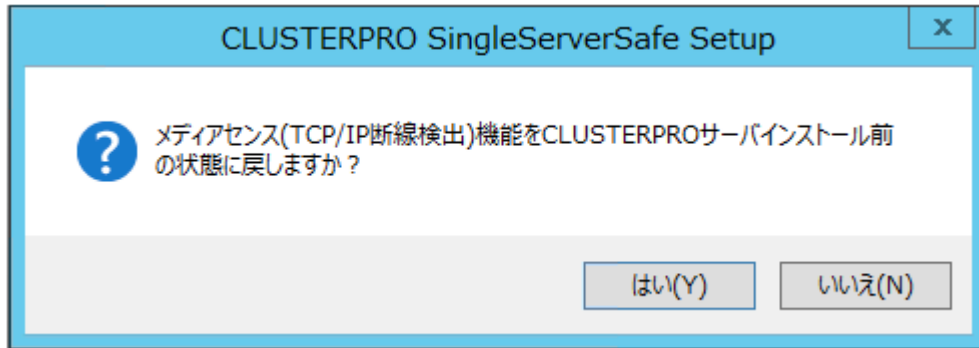 CLUSTERPRO SingleServerSafe Setup
x
メディアセンス(TCP/IP断線検出)機能をCLUSTERPROサーバインストール前
の状態に戻しますか？
はい(Y)
いいえ(N)